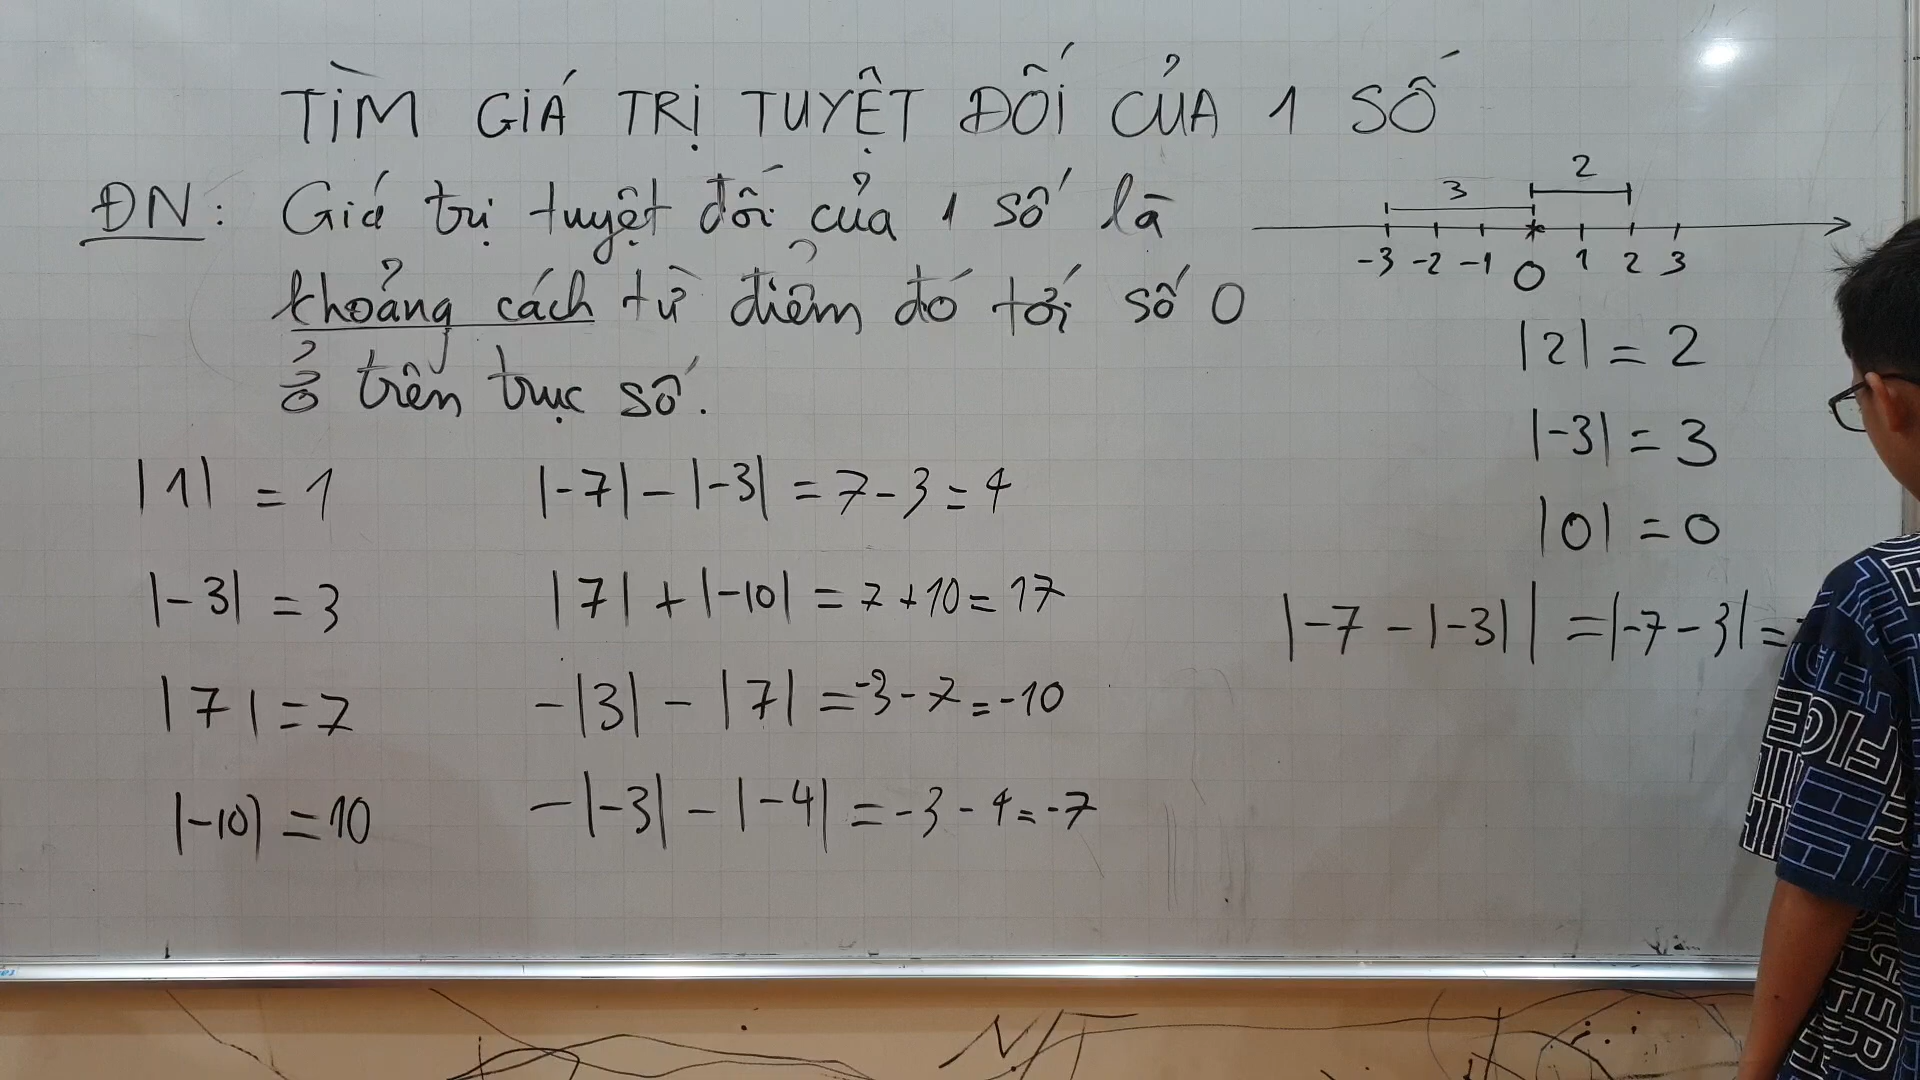 TÌM GIÁ TRỊ TUYỆT ĐỐI CỦA 1 SỐ
ĐN: Giá trị tuyệt đối của 1 số là
khoảng cách từ điểm đó tới số 0
ở trên trục số.
3 2
-3 -2 -1 0 1 2 3
|2| = 2
|-3| = 3
|0| = 0
|-7 - |-3|| = |-7 - 3| =
|1| = 1
|-3| = 3
|7| = 7
|-10| = 10
|-7| - |-3| = 7 - 3 = 4
|7| + |-10| = 7 + 10 = 17
-|3| - |7| = -3 - 7 = -10
-|-3| - |-4| = -3 - 4 = -7